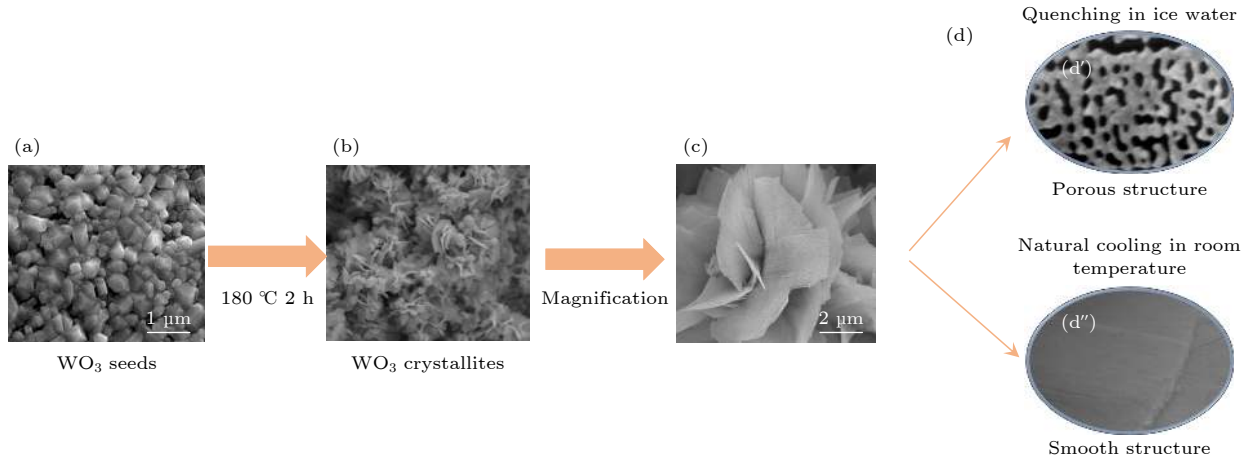 (a)
1 µm
WO₃ seeds
180 ℃ 2 h
(b)
WO₃ crystallites
Magnification
(c)
2 µm
(d)
Quenching in ice water
(d′)
Porous structure
Natural cooling in room
temperature
(d″)
Smooth structure